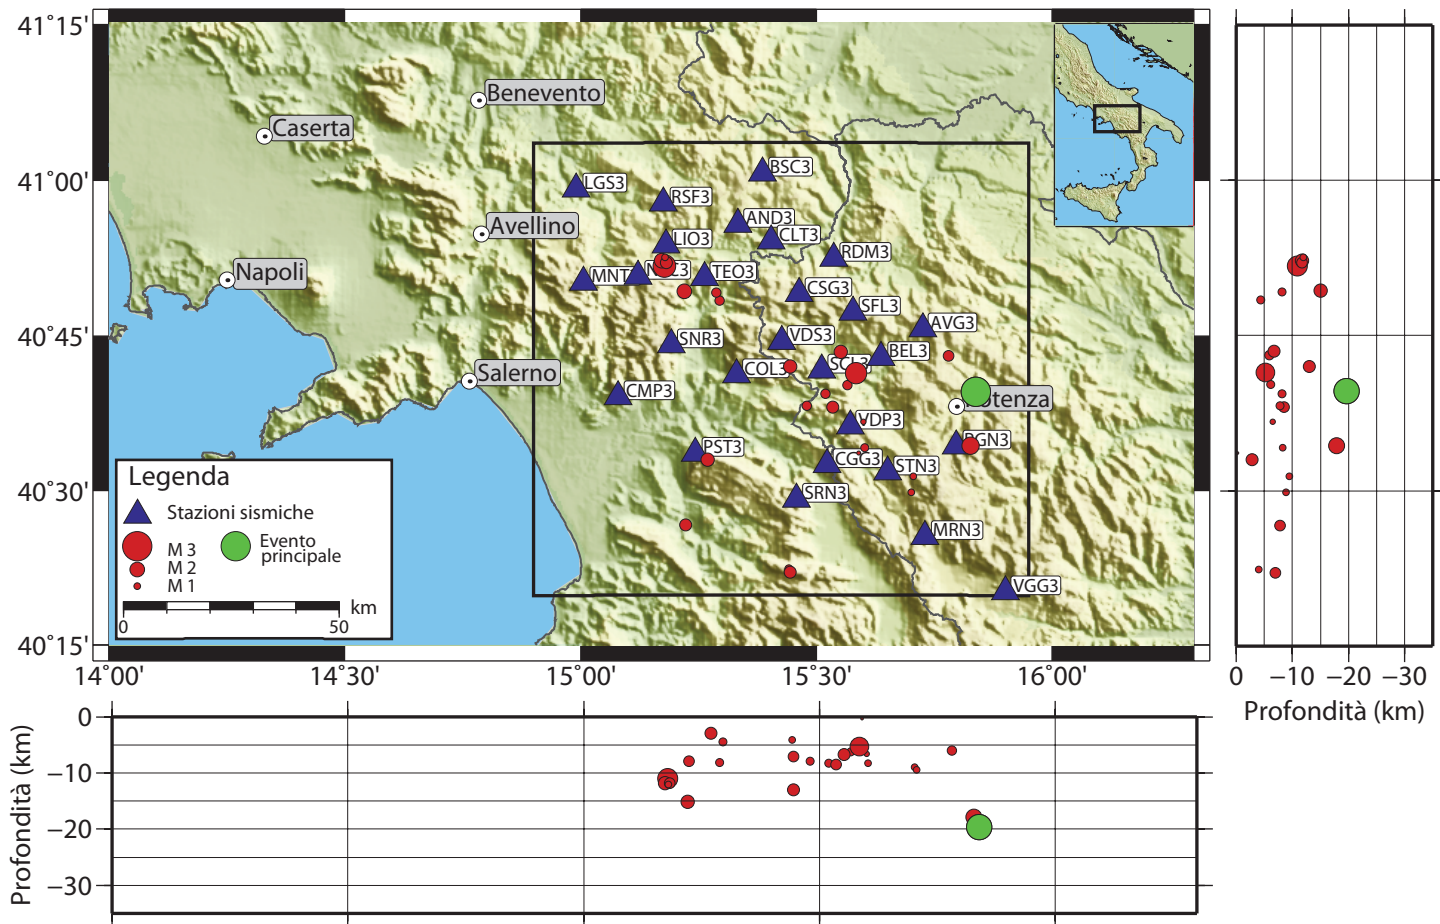 41°15'
41°00'
40°45'
40°30'
40°15'
14°00'
14°30'
15°00'
15°30'
16°00'
Benevento
Caserta
Avellino
Napoli
Salerno
BSC3
LGS3
RSF3
AND3
CLT3
LIO3
RDM3
TEO3
CSG3
SFL3
AVG3
SNR3
VDS3
BEL3
COL3
CMP3
VDP3
PST3
CGG3
STN3
SRN3
MRN3
VGG3
Legenda
Stazioni sismiche
M 3
M 2
M 1
Evento
principale
km
0
50
0
−10
−20
−30
Profondità (km)
0
−10
−20
−30
Profondità (km)